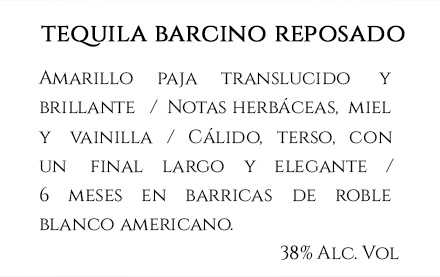 TEQUILA BARCINO REPOSADO
AMARILLO PAJA TRANSLUCIDO Y
BRILLANTE / NOTAS HERBÁCEAS, MIEL
Y VAINILLA / CÁLIDO, TERSO, CON
UN FINAL LARGO Y ELEGANTE /
6 MESES EN BARRICAS DE ROBLE
BLANCO AMERICANO.
38% ALC. VOL